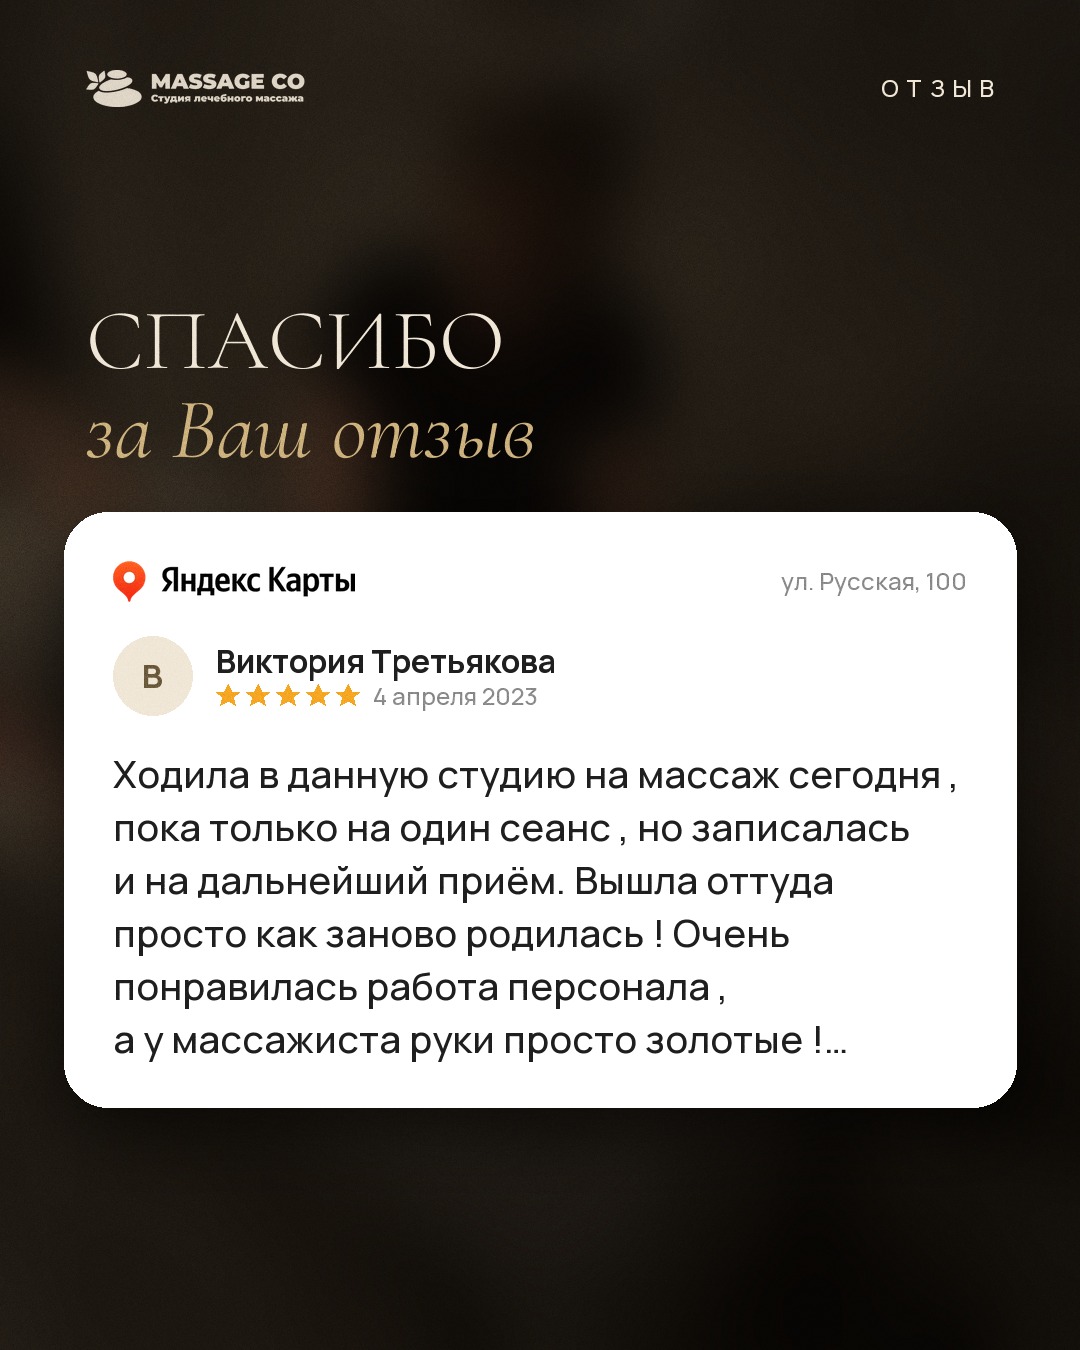 MASSAGE CO
Студия лечебного массажа
ОТЗЫВ
СПАСИБО
за Ваш отзыв
Яндекс Карты
ул. Русская, 100
В
Виктория Третьякова
4 апреля 2023
Ходила в данную студию на массаж сегодня ,
пока только на один сеанс , но записалась
и на дальнейший приём. Вышла оттуда
просто как заново родилась ! Очень
понравилась работа персонала ,
а у массажиста руки просто золотые !...